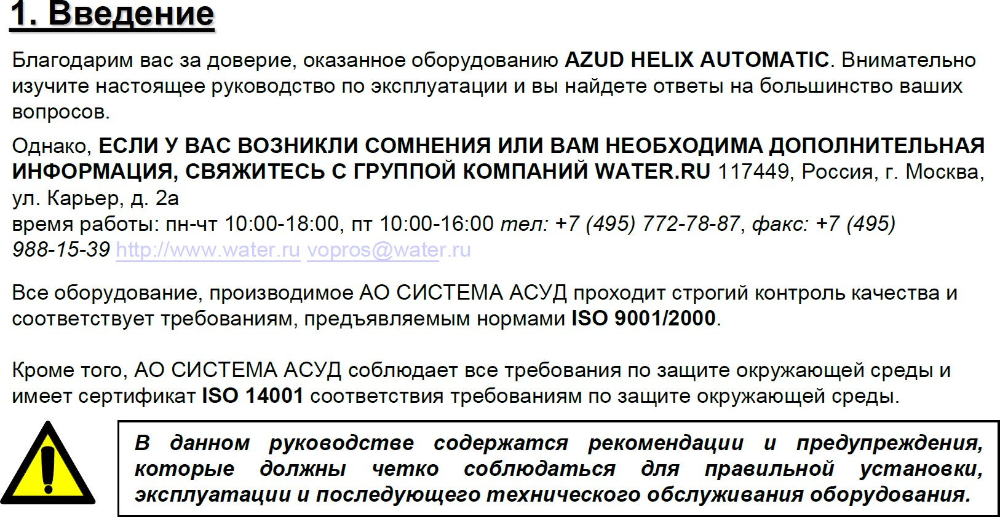 1. Введение
Благодарим вас за доверие, оказанное оборудованию AZUD HELIX AUTOMATIC. Внимательно
изучите настоящее руководство по эксплуатации и вы найдете ответы на большинство ваших
вопросов.
Однако, ЕСЛИ У ВАС ВОЗНИКЛИ СОМНЕНИЯ ИЛИ ВАМ НЕОБХОДИМА ДОПОЛНИТЕЛЬНАЯ
ИНФОРМАЦИЯ, СВЯЖИТЕСЬ С ГРУППОЙ КОМПАНИЙ WATER.RU 117449, Россия, г. Москва,
ул. Карьер, д. 2а
время работы: пн-чт 10:00-18:00, пт 10:00-16:00 тел: +7 (495) 772-78-87, факс: +7 (495)
988-15-39 http://www.water.ru vopros@water.ru
Все оборудование, производимое АО СИСТЕМА АСУД проходит строгий контроль качества и
соответствует требованиям, предъявляемым нормами ISO 9001/2000.
Кроме того, АО СИСТЕМА АСУД соблюдает все требования по защите окружающей среды и
имеет сертификат ISO 14001 соответствия требованиям по защите окружающей среды.
В данном руководстве содержатся рекомендации и предупреждения,
которые должны четко соблюдаться для правильной установки,
эксплуатации и последующего технического обслуживания оборудования.